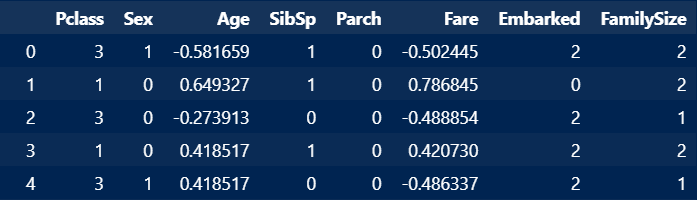 Pclass Sex Age SibSp Parch Fare Embarked FamilySize
0 3 1 -0.581659 1 0 -0.502445 2 2
1 1 0 0.649327 1 0 0.786845 0 2
2 3 0 -0.273913 0 0 -0.488854 2 1
3 1 0 0.418517 1 0 0.420730 2 2
4 3 1 0.418517 0 0 -0.486337 2 1